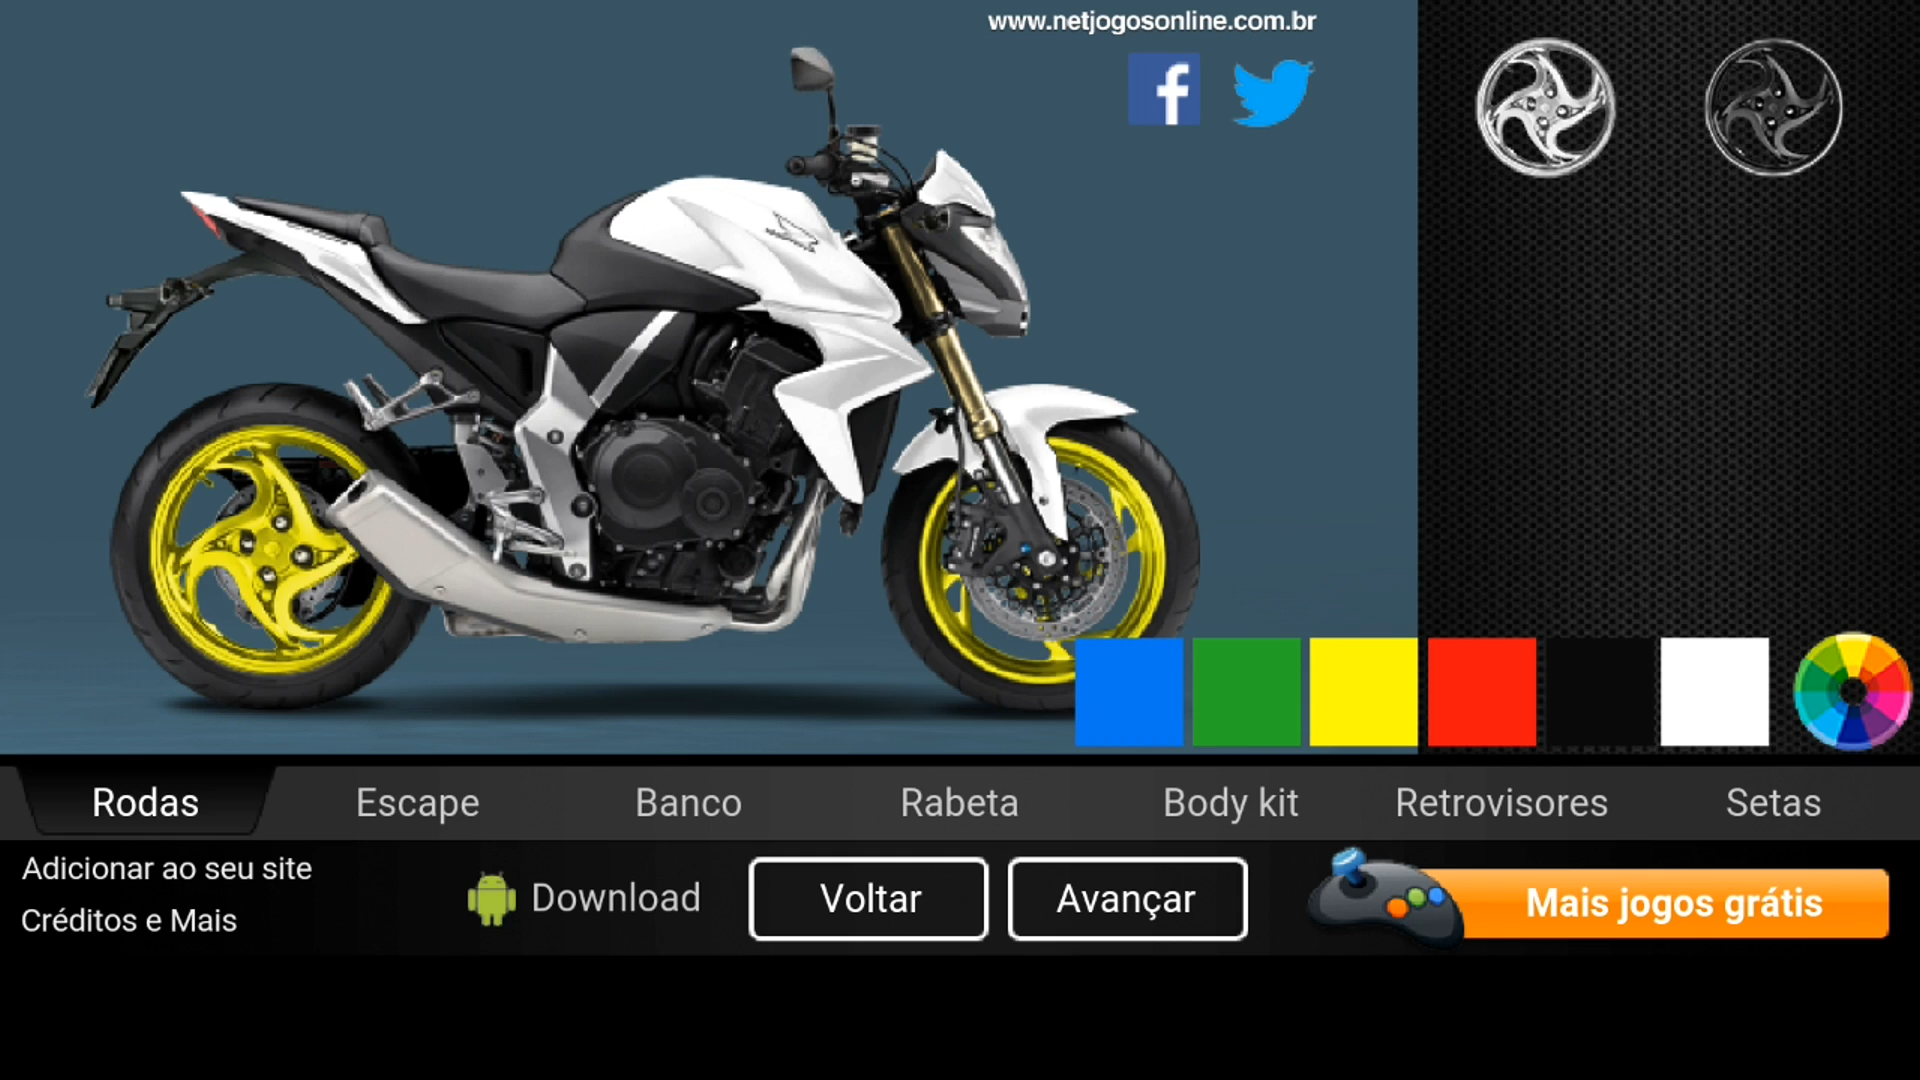 www.netjogosonline.com.br
Rodas
Escape
Banco
Rabeta
Body kit
Retrovisores
Setas
Adicionar ao seu site
Créditos e Mais
Download
Voltar
Avançar
Mais jogos grátis